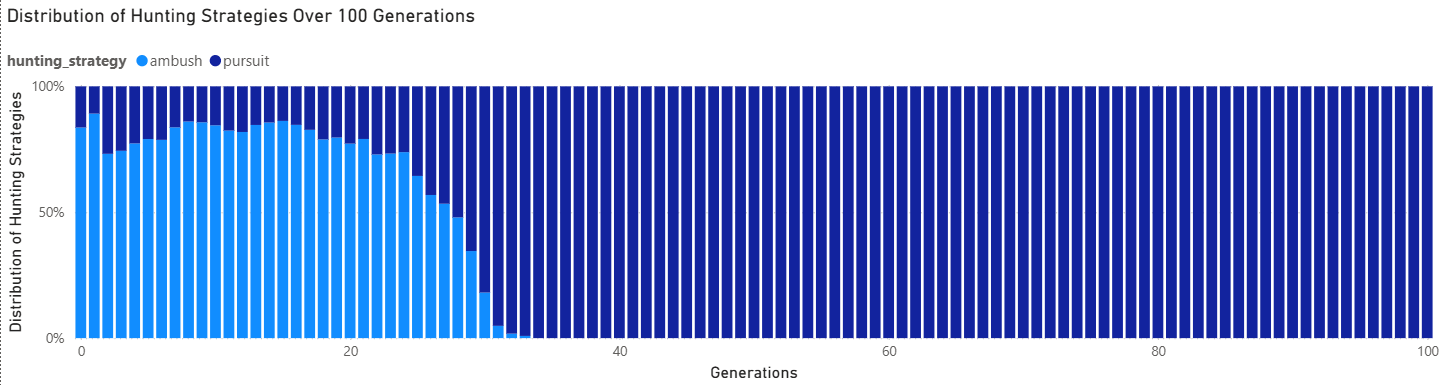 Distribution of Hunting Strategies Over 100 Generations
hunting_strategy ambush pursuit
Distribution of Hunting Strategies
100%
50%
0%
0 20 40 60 80 100
Generations